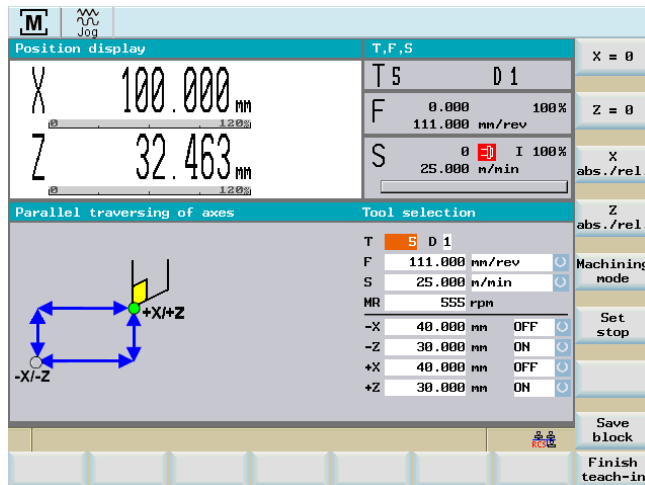 M
Jog
Position display
T,F,S
X 100.000 mm
0 120%
Z 32.463 mm
0 120%
T 5 D 1
F 0.000 100%
111.000 mm/rev
S 0 I 100%
25.000 m/min
Parallel traversing of axes
+X/+Z
-X/-Z
Tool selection
T 5 D 1
F 111.000 mm/rev
S 25.000 m/min
MR 555 rpm
-X 40.000 mm OFF
-Z 30.000 mm ON
+X 40.000 mm OFF
+Z 30.000 mm ON
RCS
X = 0
Z = 0
X
abs./rel.
Z
abs./rel.
Machining
mode
Set
stop
Save
block
Finish
teach-in